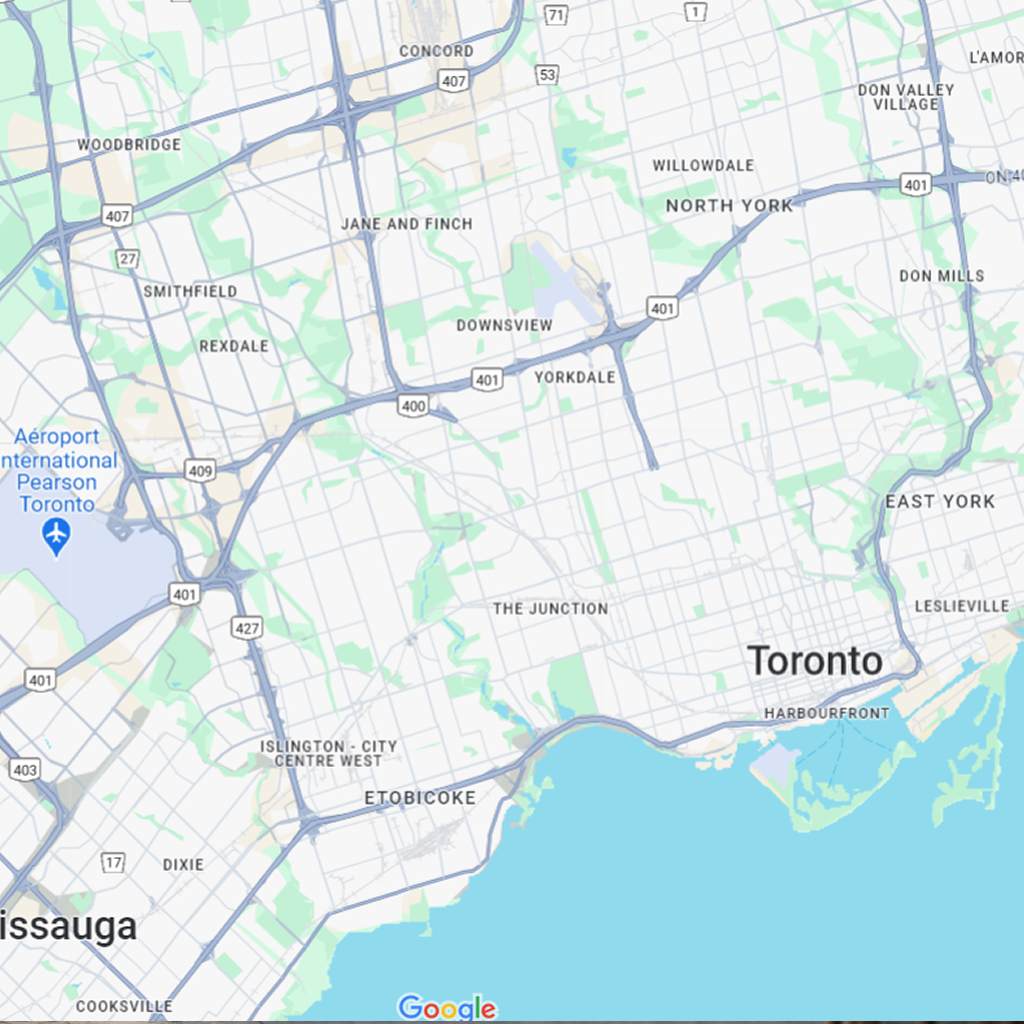 71
1
CONCORD
L'AMOR
407
53
DON VALLEY
VILLAGE
WOODBRIDGE
WILLOWDALE
401
ON-40
NORTH YORK
407
JANE AND FINCH
27
DON MILLS
SMITHFIELD
401
DOWNSVIEW
REXDALE
401
YORKDALE
400
Aéroport
nternational
Pearson
Toronto
409
EAST YORK
401
THE JUNCTION
LESLIEVILLE
427
Toronto
401
HARBOURFRONT
ISLINGTON - CITY
CENTRE WEST
403
ETOBICOKE
17
DIXIE
issauga
COOKSVILLE
Google